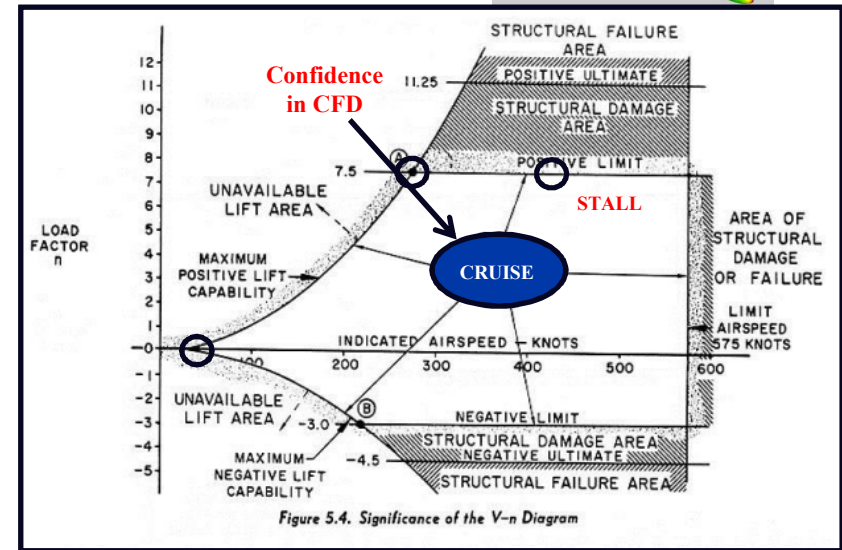 STRUCTURAL FAILURE
AREA
POSITIVE ULTIMATE
11.25
STRUCTURAL DAMAGE
AREA
POSITIVE LIMIT
Confidence
in CFD
12
11
10
9
8
7
6
5
4
3
2
1
0
-1
-2
-3
-4
-5
A
7.5
STALL
UNAVAILABLE
LIFT AREA
LOAD
FACTOR
n
MAXIMUM
POSITIVE LIFT
CAPABILITY
CRUISE
AREA OF
STRUCTURAL
DAMAGE
OR FAILURE
LIMIT
AIRSPEED
575 KNOTS
INDICATED AIRSPEED - KNOTS
100 200 300 400 500 600
UNAVAILABLE
LIFT AREA
B
-3.0
NEGATIVE LIMIT
STRUCTURAL DAMAGE AREA
NEGATIVE ULTIMATE
-4.5
STRUCTURAL FAILURE AREA
MAXIMUM
NEGATIVE LIFT
CAPABILITY
Figure 5.4. Significance of the V-n Diagram